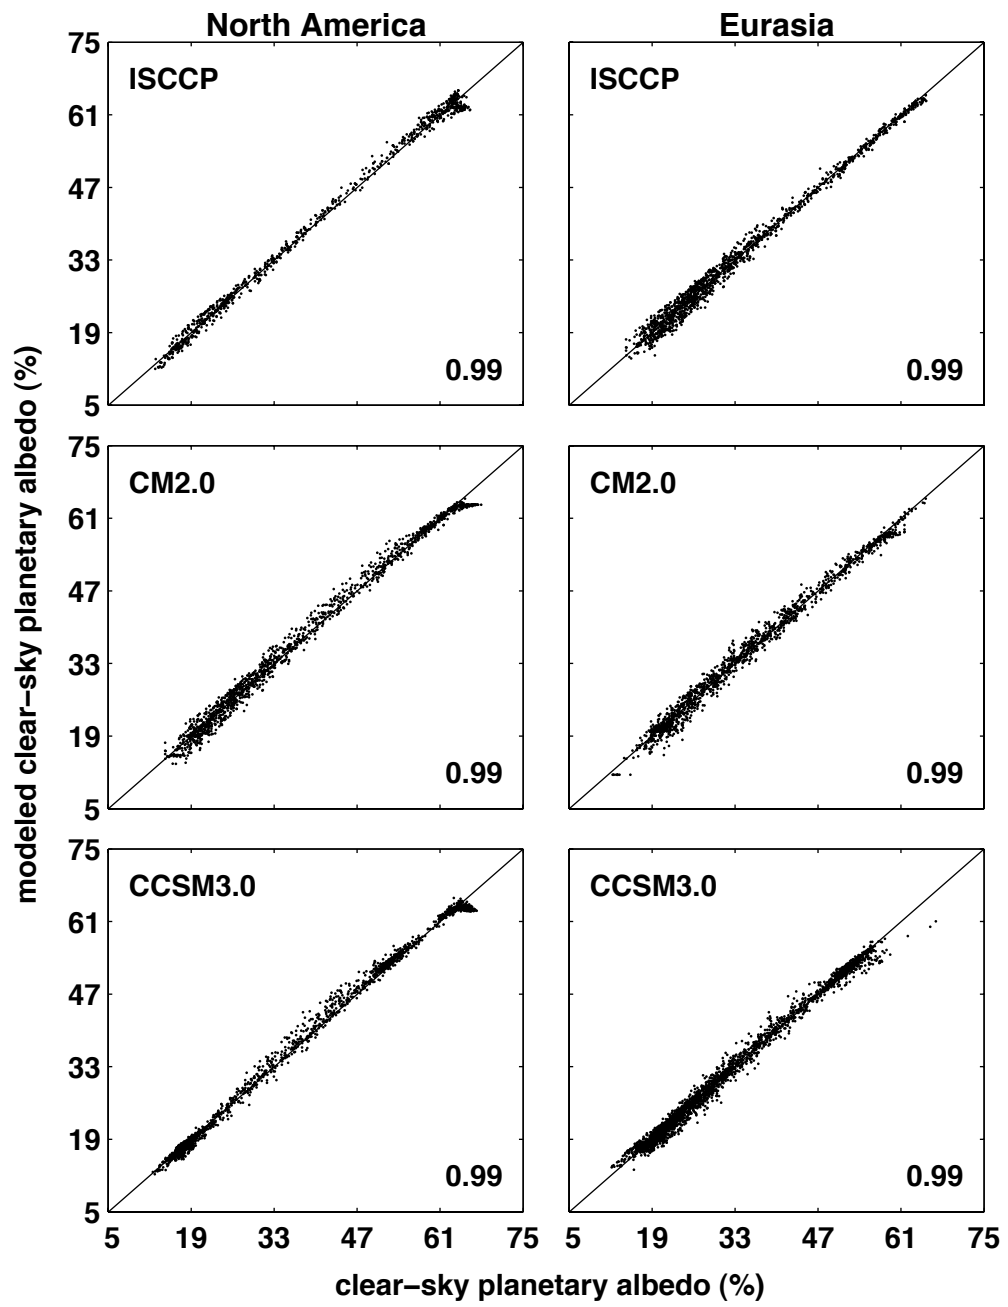 North America
Eurasia
75
ISCCP
ISCCP
61
47
33
19
0.99
0.99
5
75
CM2.0
CM2.0
61
47
33
19
0.99
0.99
5
75
CCSM3.0
CCSM3.0
61
47
33
19
0.99
0.99
5
5 19 33 47 61 75
5 19 33 47 61 75
modeled clear–sky planetary albedo (%)
clear–sky planetary albedo (%)